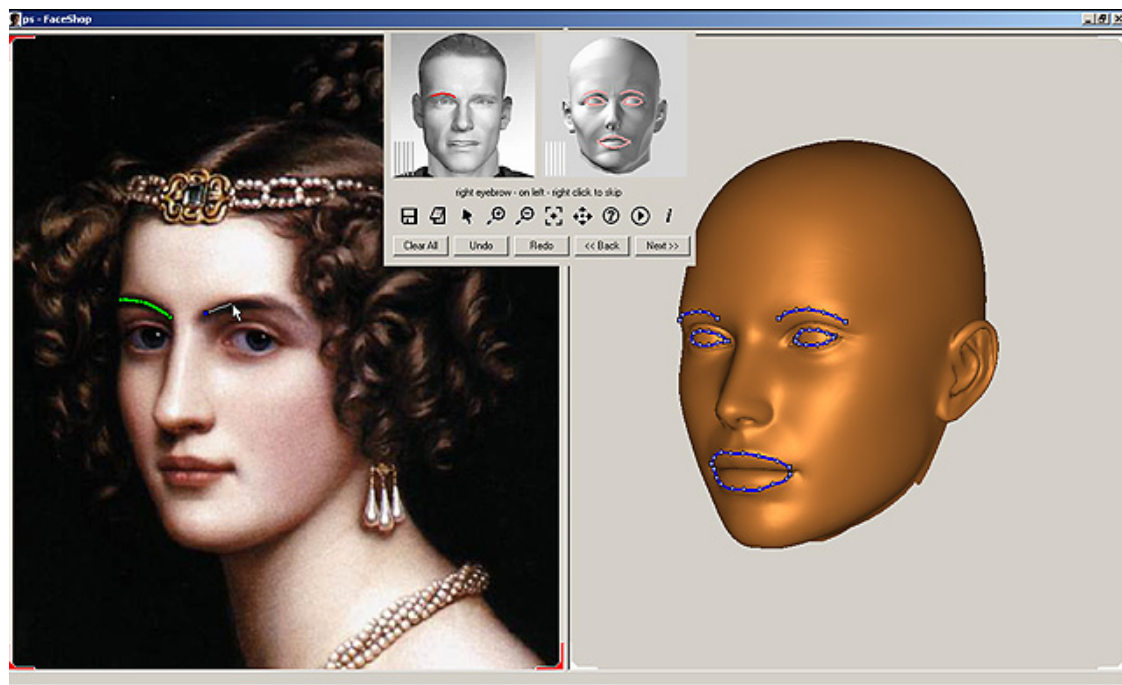 ps - FaceShop
right eyebrow - on left - right click to skip
Clear All Undo Redo << Back Next >>